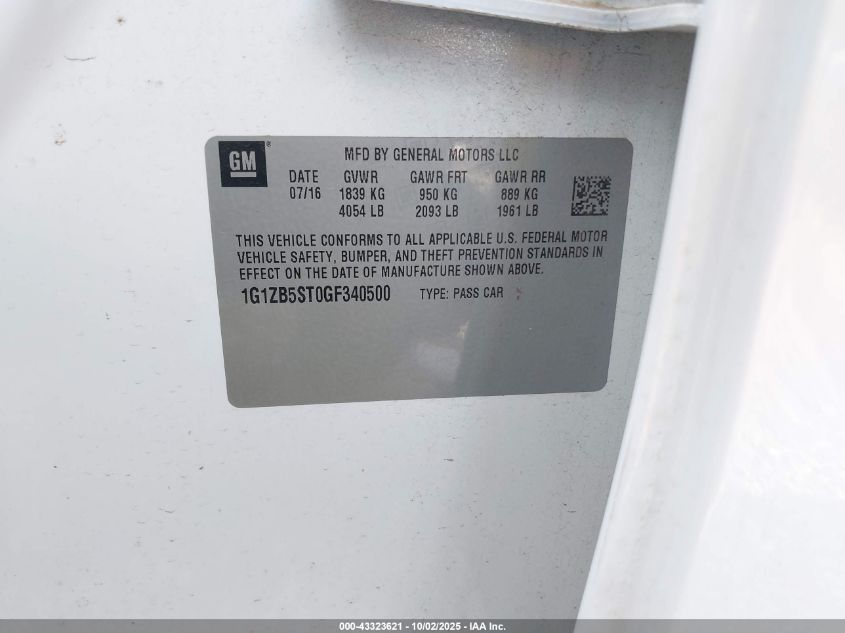 GM®
MFD BY GENERAL MOTORS LLC
DATE GVWR GAWR FRT GAWR RR
07/16 1839 KG 950 KG 889 KG
4054 LB 2093 LB 1961 LB
THIS VEHICLE CONFORMS TO ALL APPLICABLE U.S. FEDERAL MOTOR
VEHICLE SAFETY, BUMPER, AND THEFT PREVENTION STANDARDS IN
EFFECT ON THE DATE OF MANUFACTURE SHOWN ABOVE.
1G1ZB5ST0GF340500 TYPE: PASS CAR
000-43323621 - 10/02/2025 - IAA Inc.